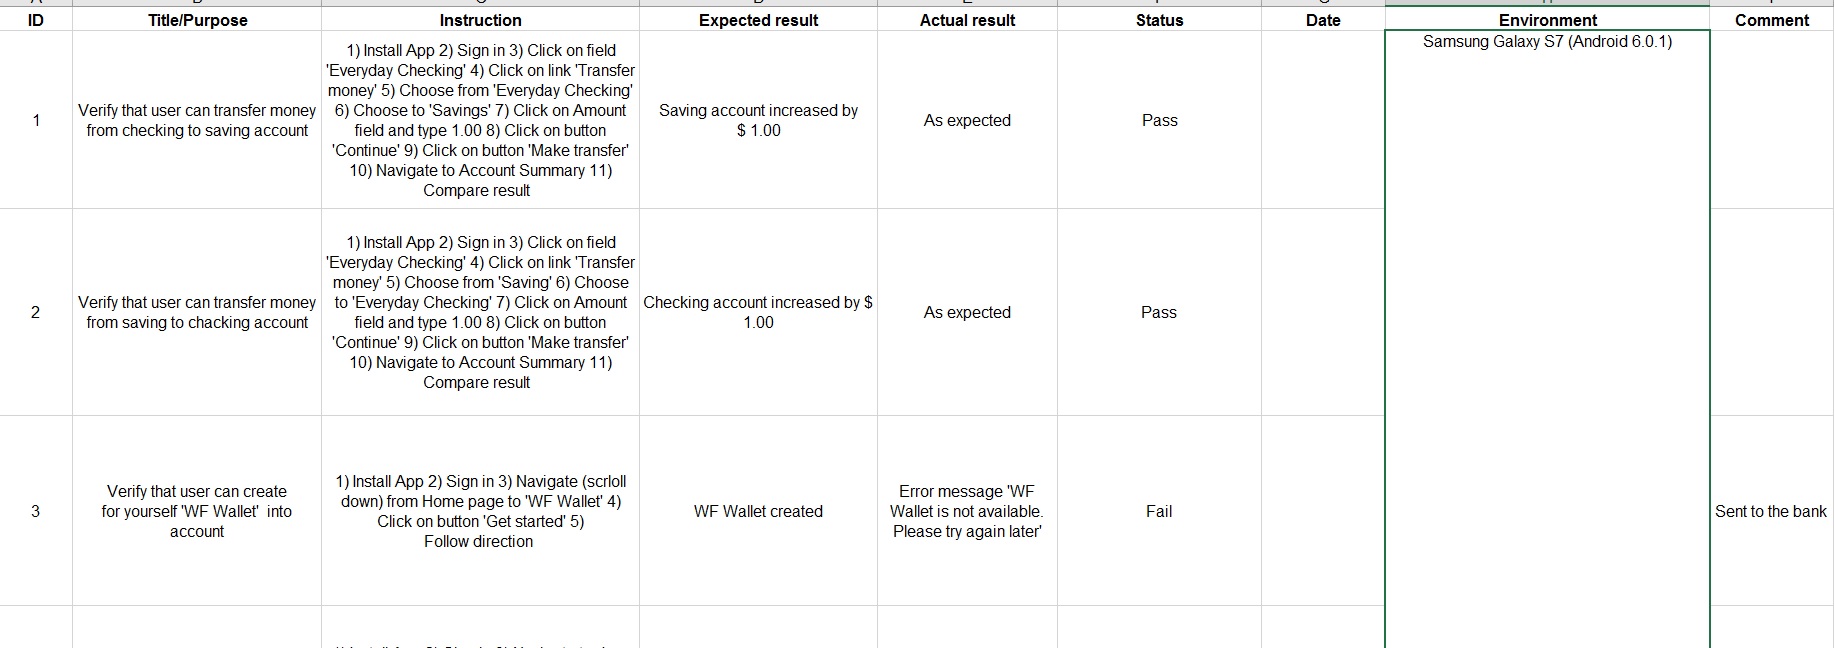 ID Title/Purpose Instruction Expected result Actual result Status Date Environment Comment
1
Verify that user can transfer money
from checking to saving account
1) Install App 2) Sign in 3) Click on field
'Everyday Checking' 4) Click on link 'Transfer
money' 5) Choose from 'Everyday Checking'
6) Choose to 'Savings' 7) Click on Amount
field and type 1.00 8) Click on button
'Continue' 9) Click on button 'Make transfer'
10) Navigate to Account Summary 11)
Compare result
Saving account increased by
$ 1.00
As expected
Pass
Samsung Galaxy S7 (Android 6.0.1)
2
Verify that user can transfer money
from saving to chacking account
1) Install App 2) Sign in 3) Click on field
'Everyday Checking' 4) Click on link 'Transfer
money' 5) Choose from 'Saving' 6) Choose
to 'Everyday Checking' 7) Click on Amount
field and type 1.00 8) Click on button
'Continue' 9) Click on button 'Make transfer'
10) Navigate to Account Summary 11)
Compare result
Checking account increased by $
1.00
As expected
Pass
3
Verify that user can create
for yourself 'WF Wallet' into
account
1) Install App 2) Sign in 3) Navigate (scrloll
down) from Home page to 'WF Wallet' 4)
Click on button 'Get started' 5)
Follow direction
WF Wallet created
Error message 'WF
Wallet is not available.
Please try again later'
Fail
Sent to the bank